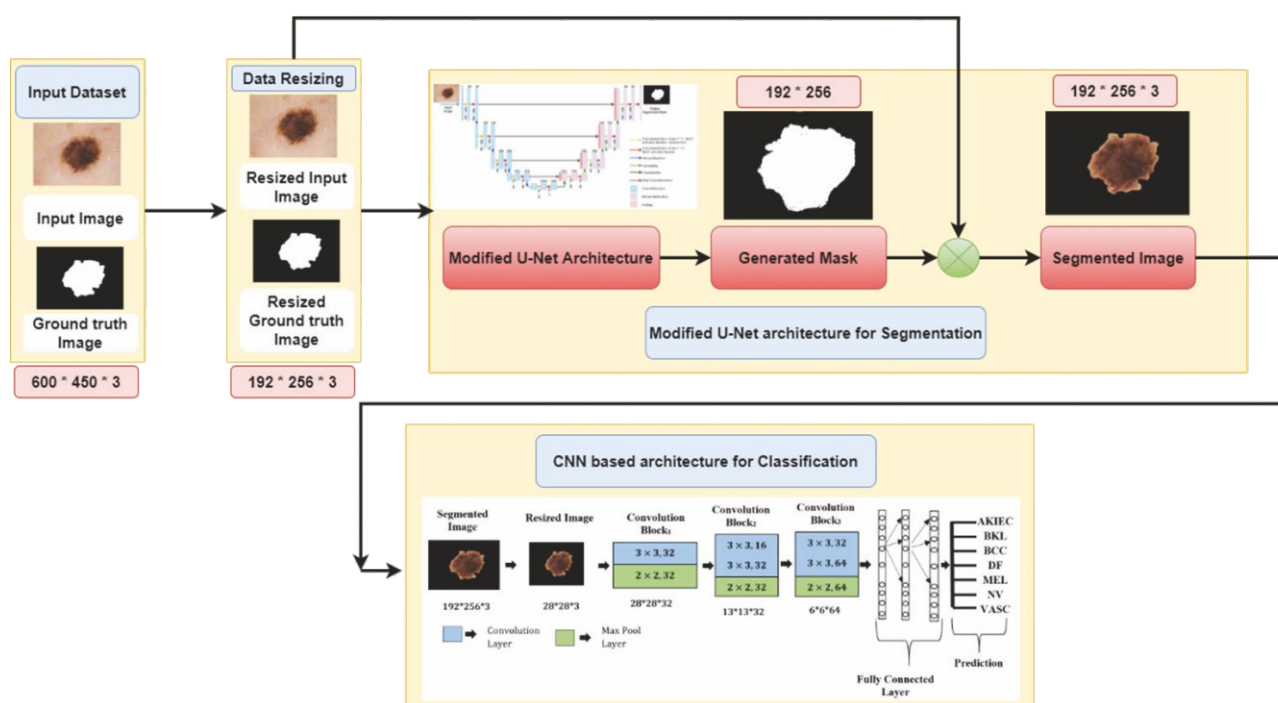 Input Dataset
Input Image
Ground truth
Image
600 * 450 * 3
Data Resizing
Resized Input
Image
Resized
Ground truth
Image
192 * 256 * 3
192 * 256
192 * 256 * 3
Modified U-Net Architecture
Generated Mask
Segmented Image
Modified U-Net architecture for Segmentation
CNN based architecture for Classification
Segmented
Image
192*256*3
Resized Image
28*28*3
Convolution
Block₁
3 × 3, 32
2 × 2, 32
28*28*32
Convolution
Block₂
3 × 3, 16
3 × 3, 32
2 × 2, 32
13*13*32
Convolution
Block₃
3 × 3, 32
3 × 3, 64
2 × 2, 64
6*6*64
Convolution
Layer
Max Pool
Layer
Fully Connected
Layer
AKIEC
BKL
BCC
DF
MEL
NV
VASC
Prediction